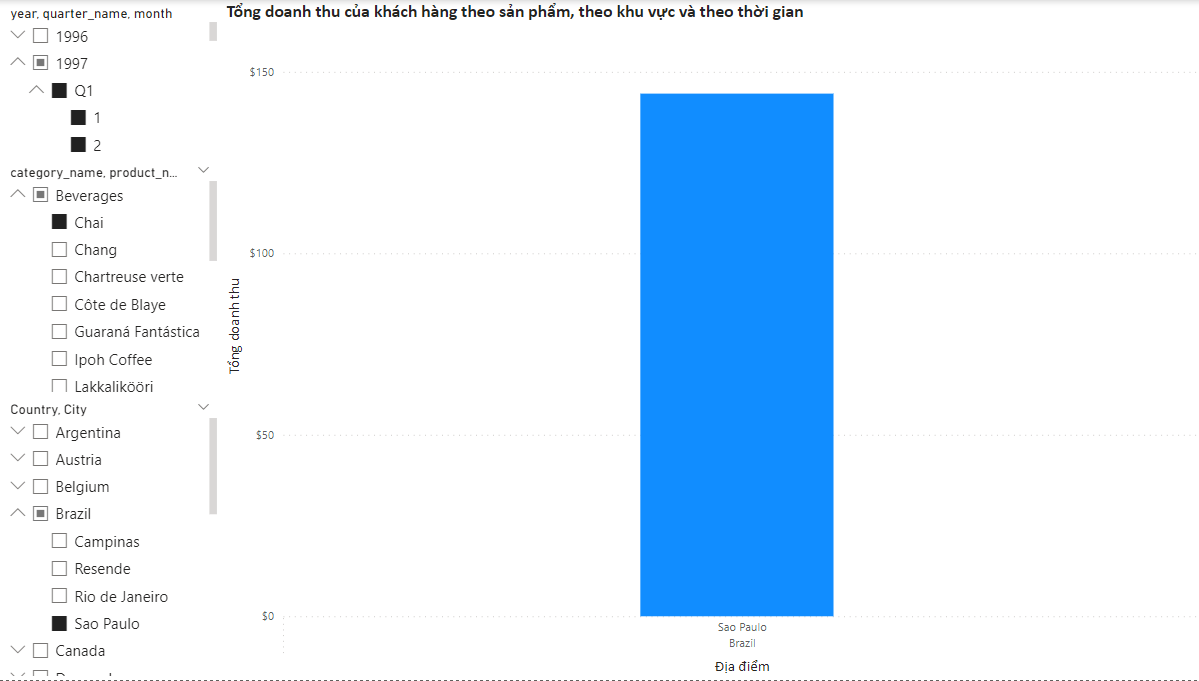 year, quarter_name, month
1996
1997
Q1
1
2
category_name, product_n...
Beverages
Chai
Chang
Chartreuse verte
Côte de Blaye
Guaraná Fantástica
Ipoh Coffee
Lakkalikööri
Country, City
Argentina
Austria
Belgium
Brazil
Campinas
Resende
Rio de Janeiro
Sao Paulo
Canada
Tổng doanh thu của khách hàng theo sản phẩm, theo khu vực và theo thời gian
Tổng doanh thu
$150
$100
$50
$0
Sao Paulo
Brazil
Địa điểm